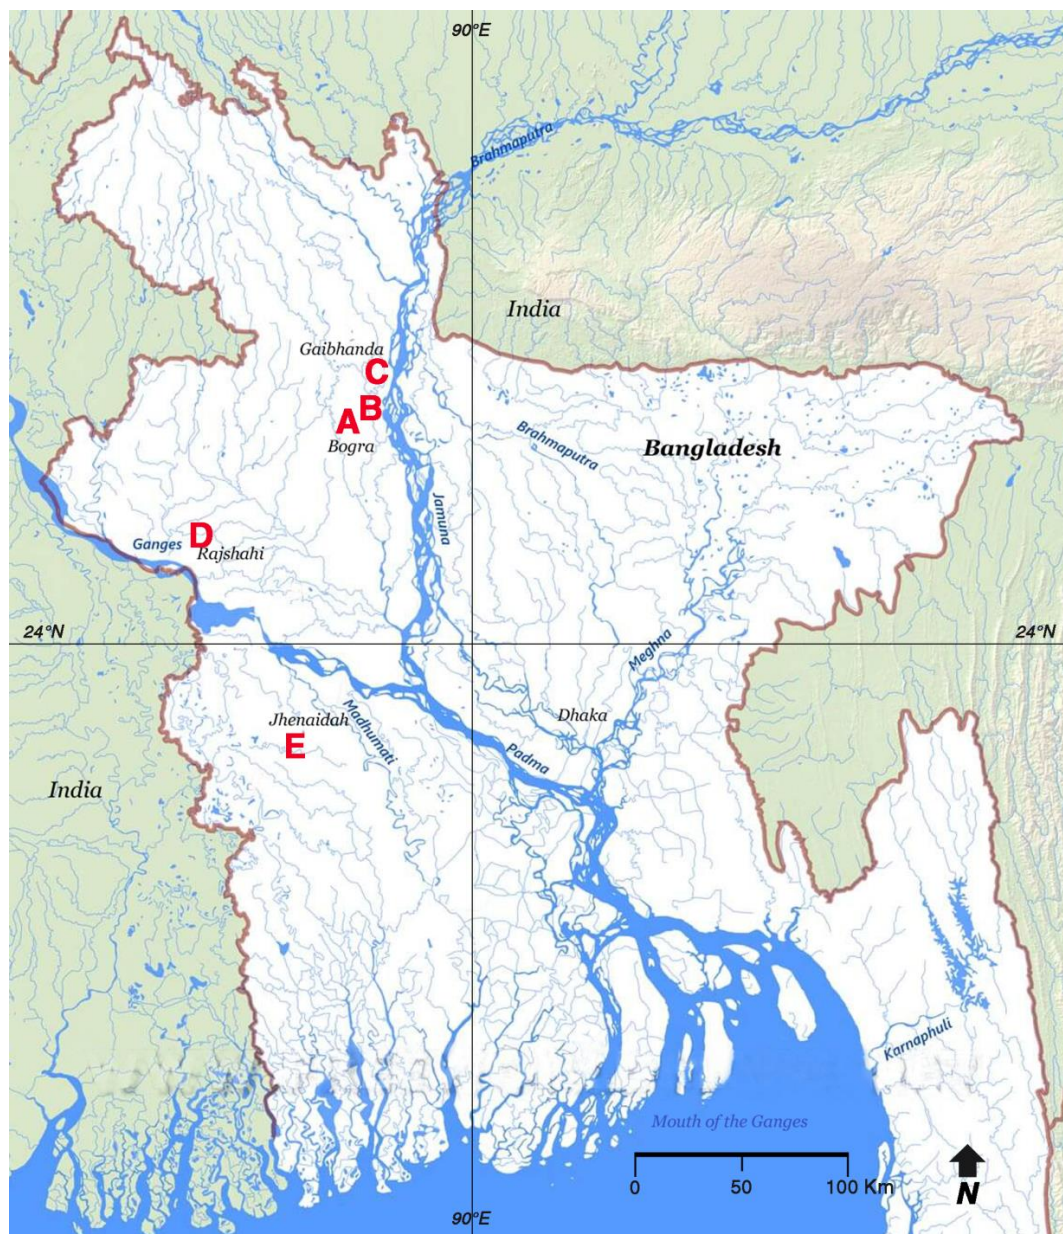 90°E
Brahmaputra
India
Gaibhanda
C
B
A
Bogra
Brahmaputra
Bangladesh
Jamuna
D
Ganges
Rajshahi
24°N
24°N
Meghna
Jhenaidah
Madhumati
Dhaka
E
Padma
India
Karnaphuli
Mouth of the Ganges
0 50 100 Km
N
90°E